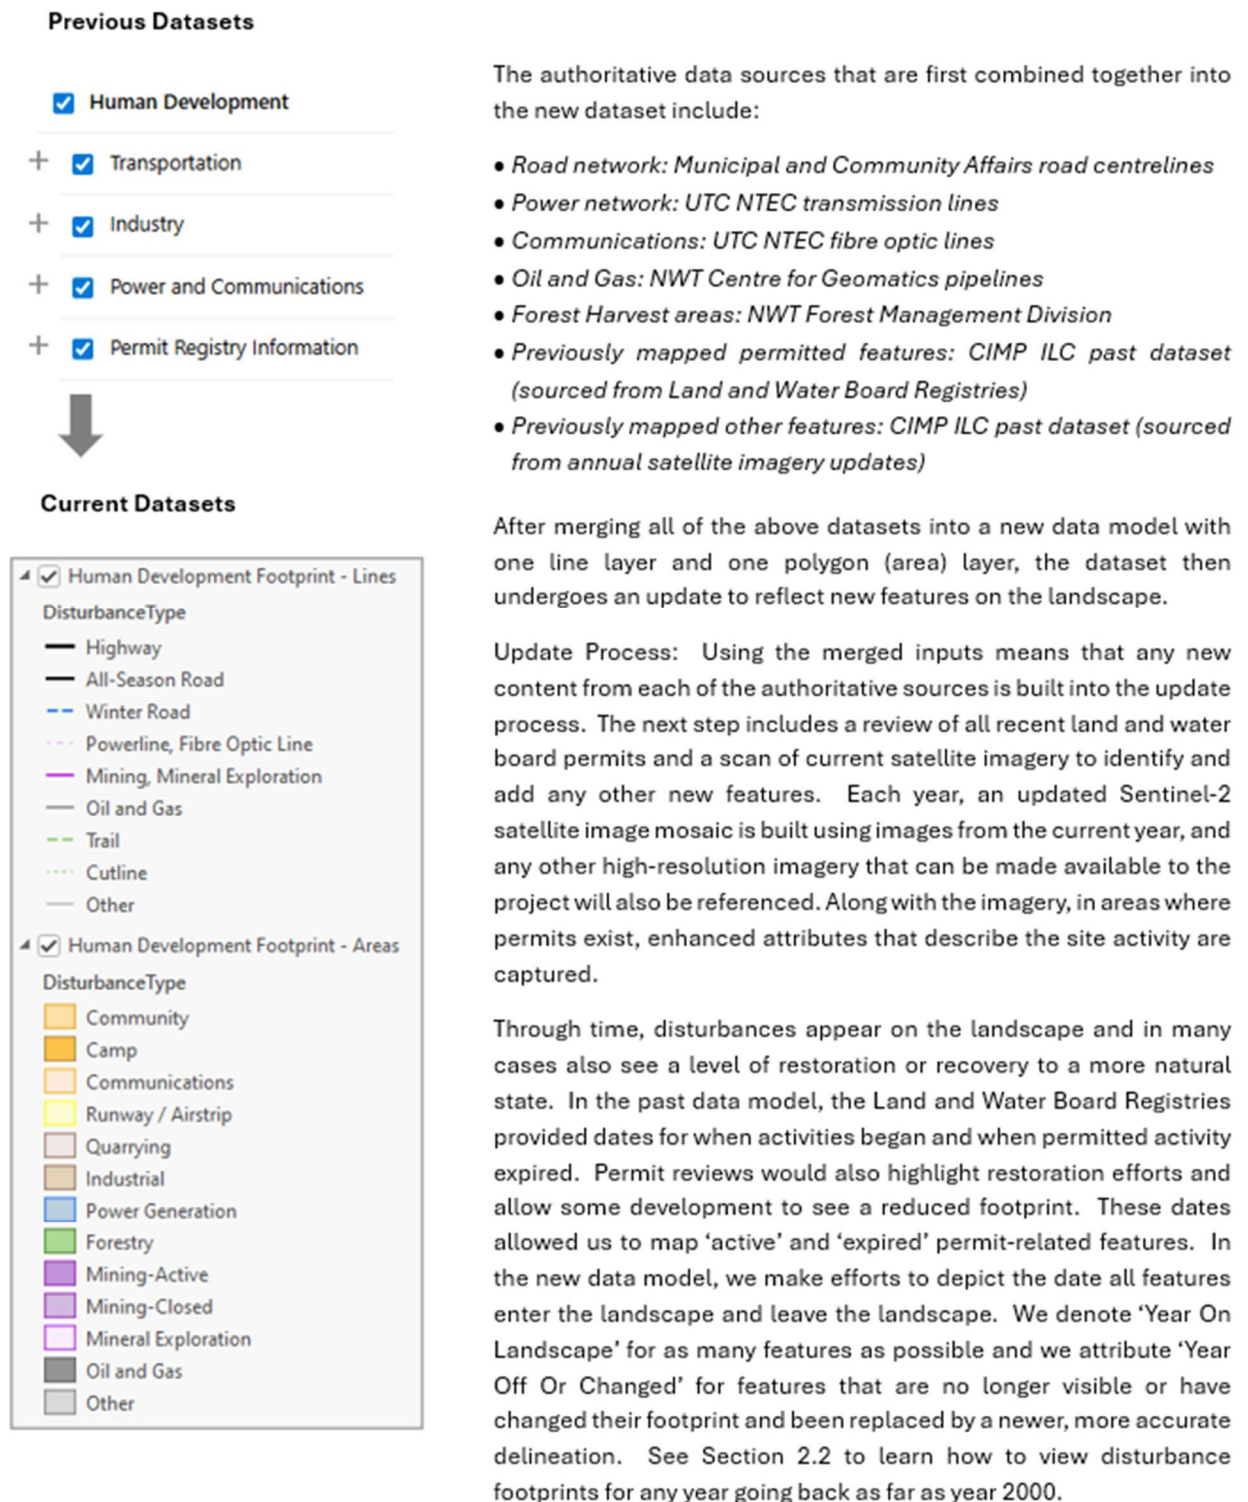 Previous Datasets
Human Development
Transportation
Industry
Power and Communications
Permit Registry Information
Current Datasets
Human Development Footprint - Lines
DisturbanceType
Highway
All-Season Road
Winter Road
Powerline, Fibre Optic Line
Mining, Mineral Exploration
Oil and Gas
Trail
Cutline
Other
Human Development Footprint - Areas
DisturbanceType
Community
Camp
Communications
Runway / Airstrip
Quarrying
Industrial
Power Generation
Forestry
Mining-Active
Mining-Closed
Mineral Exploration
Oil and Gas
Other
The authoritative data sources that are first combined together into
the new dataset include:
• Road network: Municipal and Community Affairs road centrelines
• Power network: UTC NTEC transmission lines
• Communications: UTC NTEC fibre optic lines
• Oil and Gas: NWT Centre for Geomatics pipelines
• Forest Harvest areas: NWT Forest Management Division
• Previously mapped permitted features: CIMP ILC past dataset
(sourced from Land and Water Board Registries)
• Previously mapped other features: CIMP ILC past dataset (sourced
from annual satellite imagery updates)
After merging all of the above datasets into a new data model with
one line layer and one polygon (area) layer, the dataset then
undergoes an update to reflect new features on the landscape.
Update Process: Using the merged inputs means that any new
content from each of the authoritative sources is built into the update
process. The next step includes a review of all recent land and water
board permits and a scan of current satellite imagery to identify and
add any other new features. Each year, an updated Sentinel-2
satellite image mosaic is built using images from the current year, and
any other high-resolution imagery that can be made available to the
project will also be referenced. Along with the imagery, in areas where
permits exist, enhanced attributes that describe the site activity are
captured.
Through time, disturbances appear on the landscape and in many
cases also see a level of restoration or recovery to a more natural
state. In the past data model, the Land and Water Board Registries
provided dates for when activities began and when permitted activity
expired. Permit reviews would also highlight restoration efforts and
allow some development to see a reduced footprint. These dates
allowed us to map ‘active’ and ‘expired’ permit-related features. In
the new data model, we make efforts to depict the date all features
enter the landscape and leave the landscape. We denote ‘Year On
Landscape’ for as many features as possible and we attribute ‘Year
Off Or Changed’ for features that are no longer visible or have
changed their footprint and been replaced by a newer, more accurate
delineation. See Section 2.2 to learn how to view disturbance
footprints for any year going back as far as year 2000.